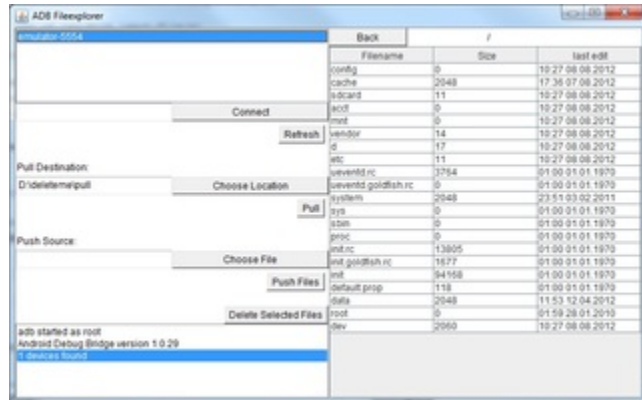 ADB Fileexplorer
emulator-5554
Connect
Refresh
Pull Destination:
D:\deleteme\pull
Choose Location
Pull
Push Source:
Choose File
Push Files
Delete Selected Files
adb started as root
Android Debug Bridge version 1.0.29
1 devices found
Back /
Filename Size last edit
config 0 10:27 08.08.2012
cache 2048 17:36 07.08.2012
sdcard 11 10:27 08.08.2012
acct 0 10:27 08.08.2012
mnt 0 10:27 08.08.2012
vendor 14 10:27 08.08.2012
d 17 10:27 08.08.2012
etc 11 10:27 08.08.2012
ueventd.rc 3764 01:00 01.01.1970
ueventd.goldfish.rc 0 01:00 01.01.1970
system 2048 23:51 03.02.2011
sys 0 01:00 01.01.1970
sbin 0 01:00 01.01.1970
proc 0 01:00 01.01.1970
init.rc 13805 01:00 01.01.1970
init.goldfish.rc 1677 01:00 01.01.1970
init 94168 01:00 01.01.1970
default.prop 118 01:00 01.01.1970
data 2048 11:53 12.04.2012
root 0 01:59 28.01.2010
dev 2060 10:27 08.08.2012